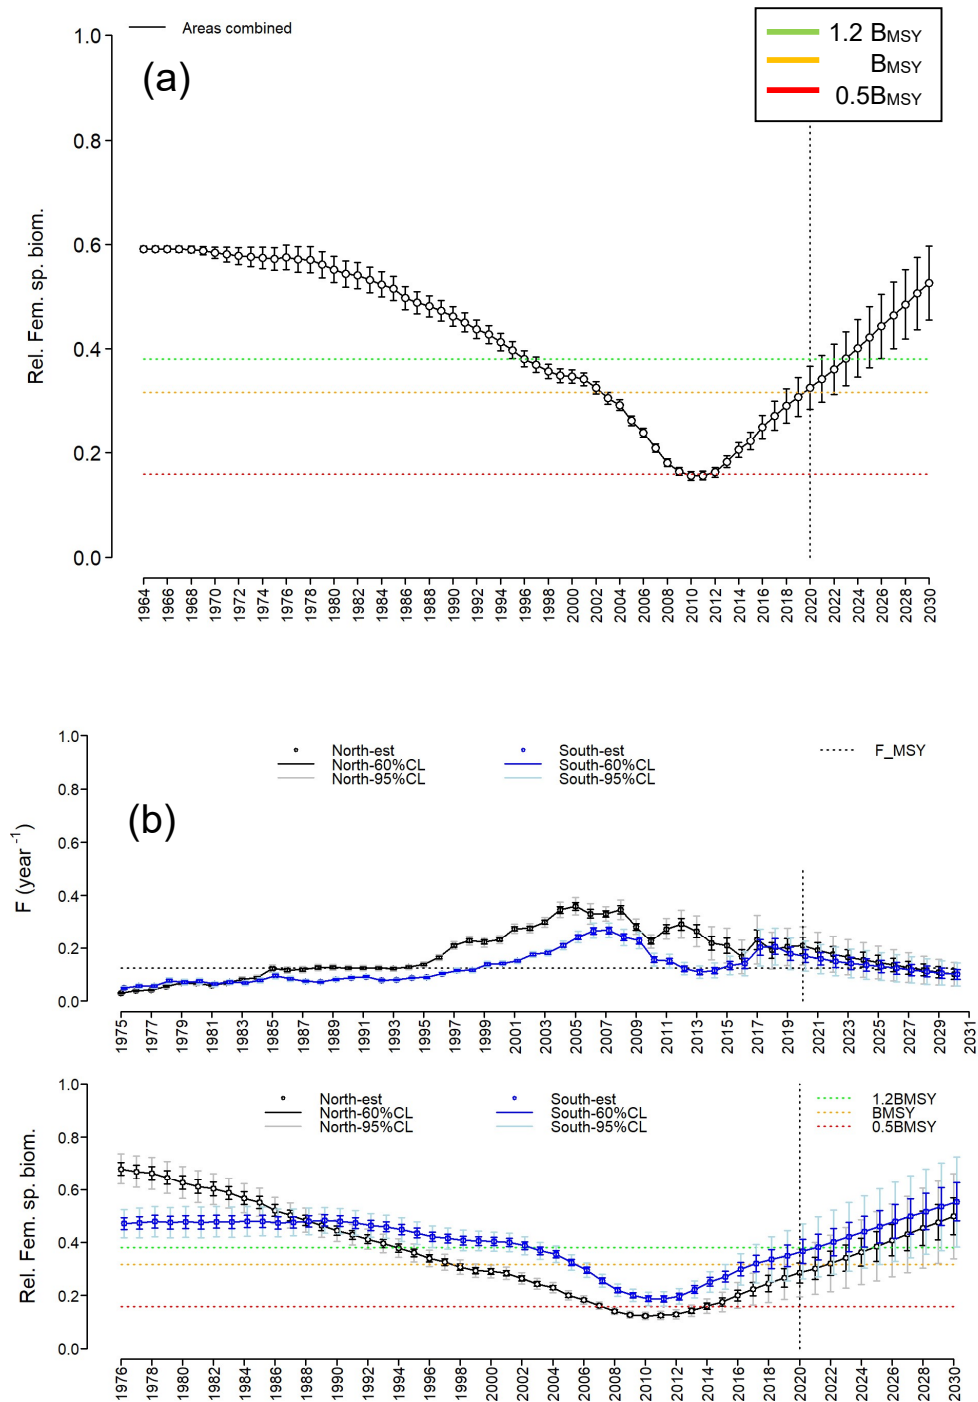 Areas combined
1.2 BMSY
BMSY
0.5BMSY
(a)
Rel. Fem. sp. biom.
1.0
0.8
0.6
0.4
0.2
0.0
1964 1966 1968 1970 1972 1974 1976 1978 1980 1982 1984 1986 1988 1990 1992 1994 1996 1998 2000 2002 2004 2006 2008 2010 2012 2014 2016 2018 2020 2022 2024 2026 2028 2030
North-est South-est F_MSY
North-60%CL South-60%CL
North-95%CL South-95%CL
(b)
F (year -1)
1.0
0.8
0.6
0.4
0.2
0.0
1975 1977 1979 1981 1983 1985 1987 1989 1991 1993 1995 1997 1999 2001 2003 2005 2007 2009 2011 2013 2015 2017 2019 2021 2023 2025 2027 2029 2031
North-est South-est 1.2BMSY
North-60%CL South-60%CL BMSY
North-95%CL South-95%CL 0.5BMSY
Rel. Fem. sp. biom.
1.0
0.8
0.6
0.4
0.2
0.0
1976 1978 1980 1982 1984 1986 1988 1990 1992 1994 1996 1998 2000 2002 2004 2006 2008 2010 2012 2014 2016 2018 2020 2022 2024 2026 2028 2030